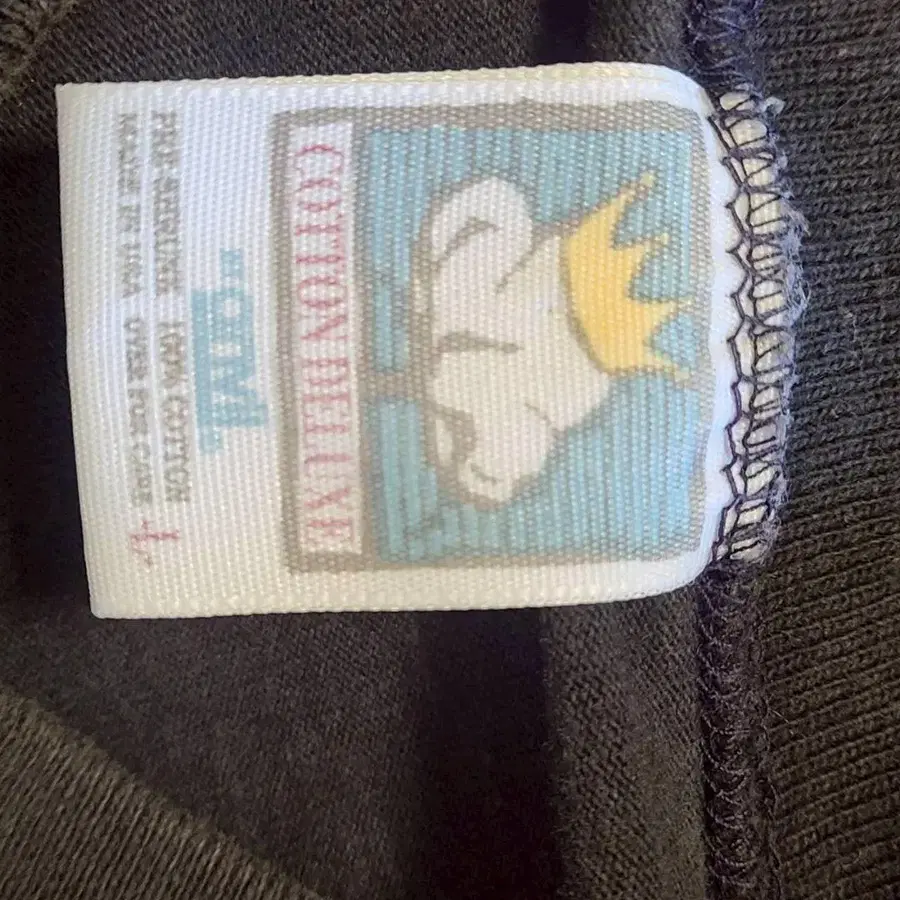 COTTON DELUXE
PRE-SHRUNK 100% COTTON
MADE IN USA OVER FOR CARE
L